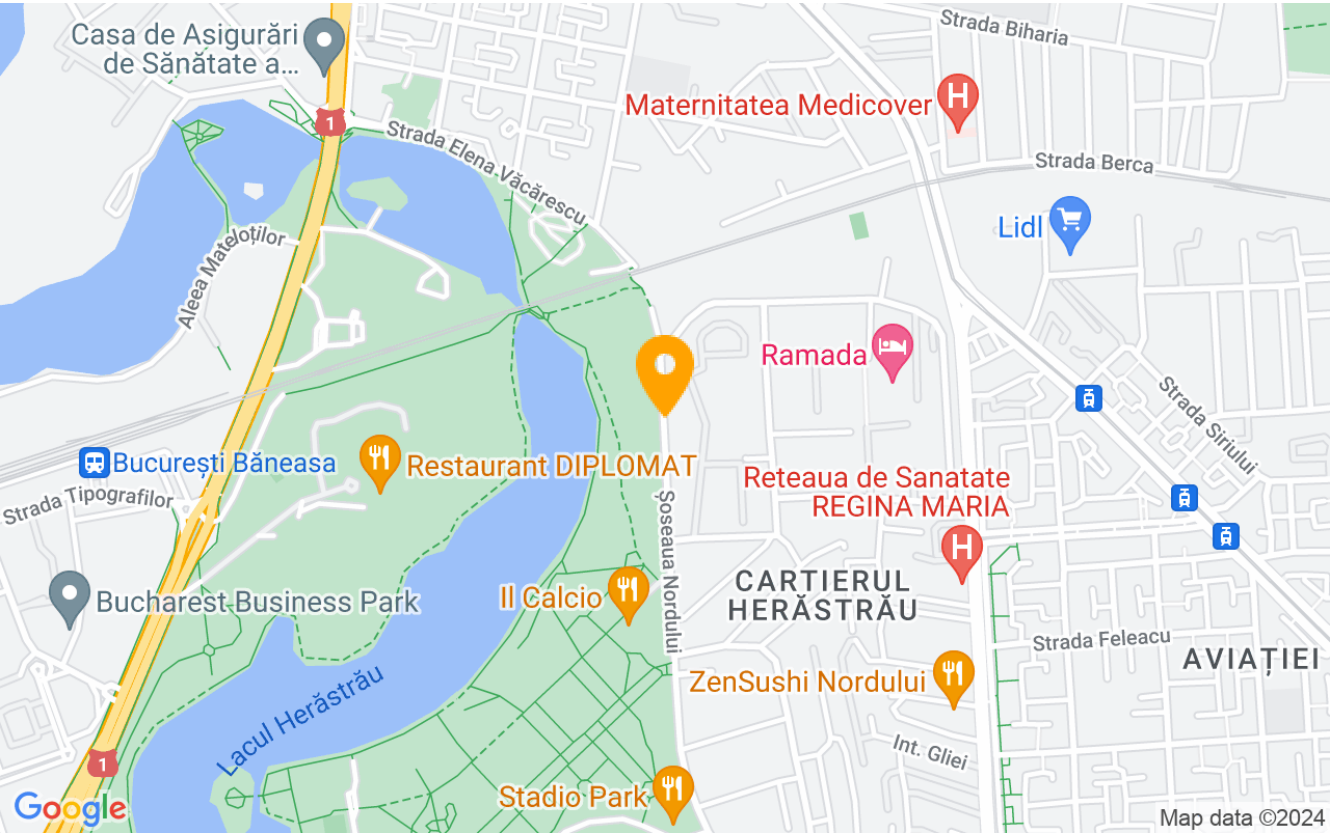 Casa de Asigurări
de Sănătate a...
Strada Biharia
Maternitatea Medicover
H
1
Strada Elena Văcărescu
Strada Berca
Lidl
Aleea Mateloților
Ramada
Strada Siriului
București Băneasa
Restaurant DIPLOMAT
Strada Tipografilor
Reteaua de Sanatate
REGINA MARIA
H
Șoseaua Nordului
Bucharest Business Park
Il Calcio
CARTIERUL
HERĂSTRĂU
Strada Feleacu
AVIAȚIEI
ZenSushi Nordului
Lacul Herăstrău
Int. Gliei
1
Stadio Park
Google
Map data ©2024